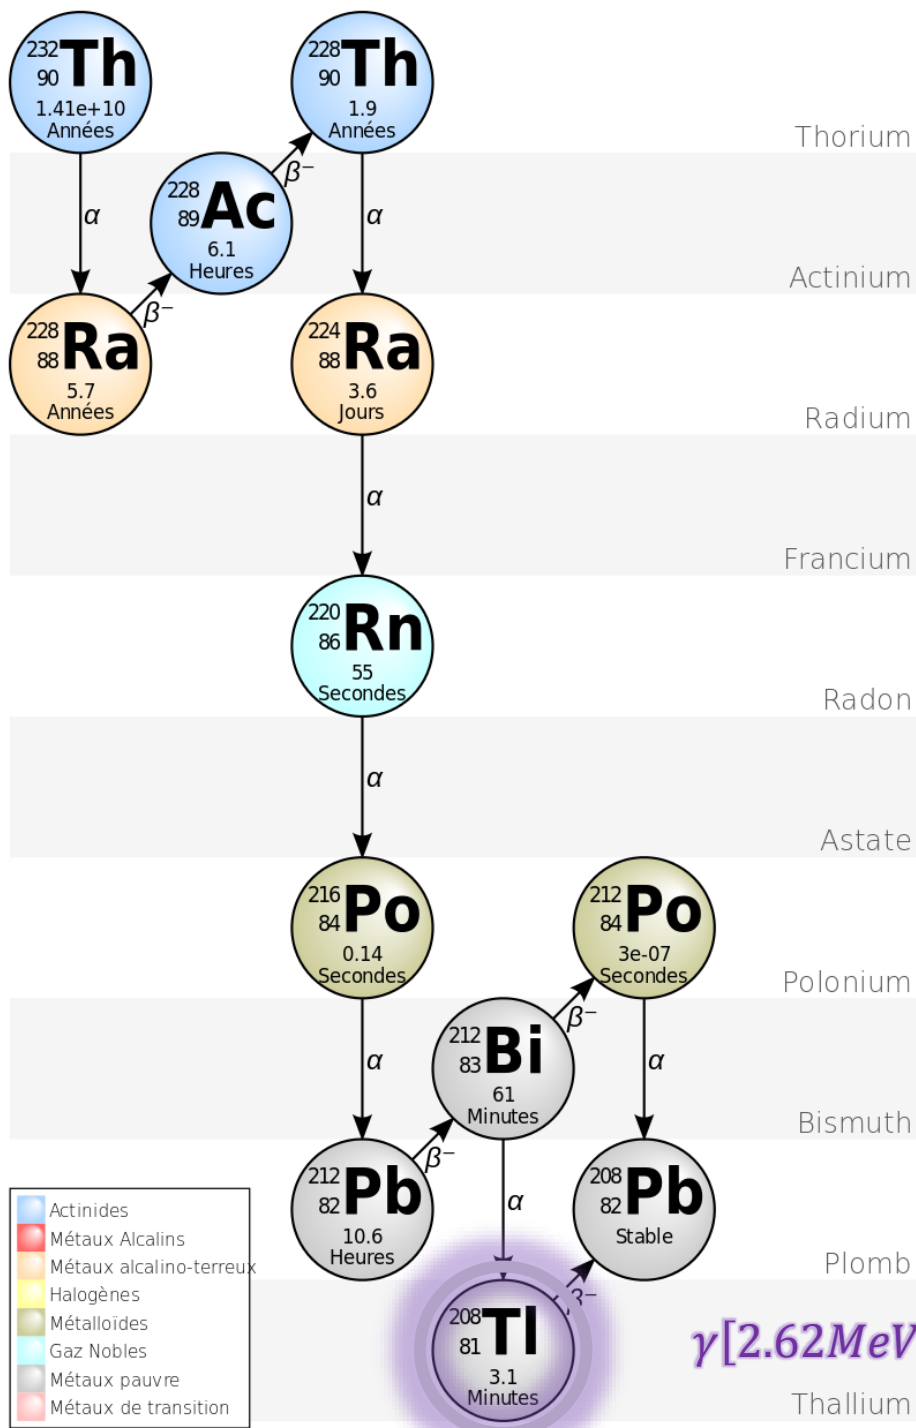 232
90
Th
1.41e+10
Années
228
90
Th
1.9
Années
Thorium
α
β⁻
228
89
Ac
6.1
Heures
α
Actinium
β⁻
228
88
Ra
5.7
Années
224
88
Ra
3.6
Jours
Radium
α
Francium
220
86
Rn
55
Secondes
Radon
α
Astate
216
84
Po
0.14
Secondes
212
84
Po
3e-07
Secondes
Polonium
α
β⁻
212
83
Bi
61
Minutes
α
Bismuth
β⁻
212
82
Pb
10.6
Heures
α
208
82
Pb
Stable
Plomb
β⁻
208
81
Tl
3.1
Minutes
γ[2.62MeV
Thallium
Actinides
Métaux Alcalins
Métaux alcalino-terreux
Halogènes
Métalloïdes
Gaz Nobles
Métaux pauvre
Métaux de transition